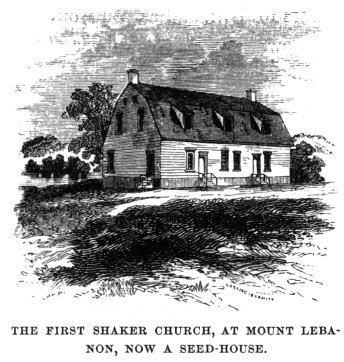 THE FIRST SHAKER CHURCH, AT MOUNT LEBA-
NON, NOW A SEED-HOUSE.